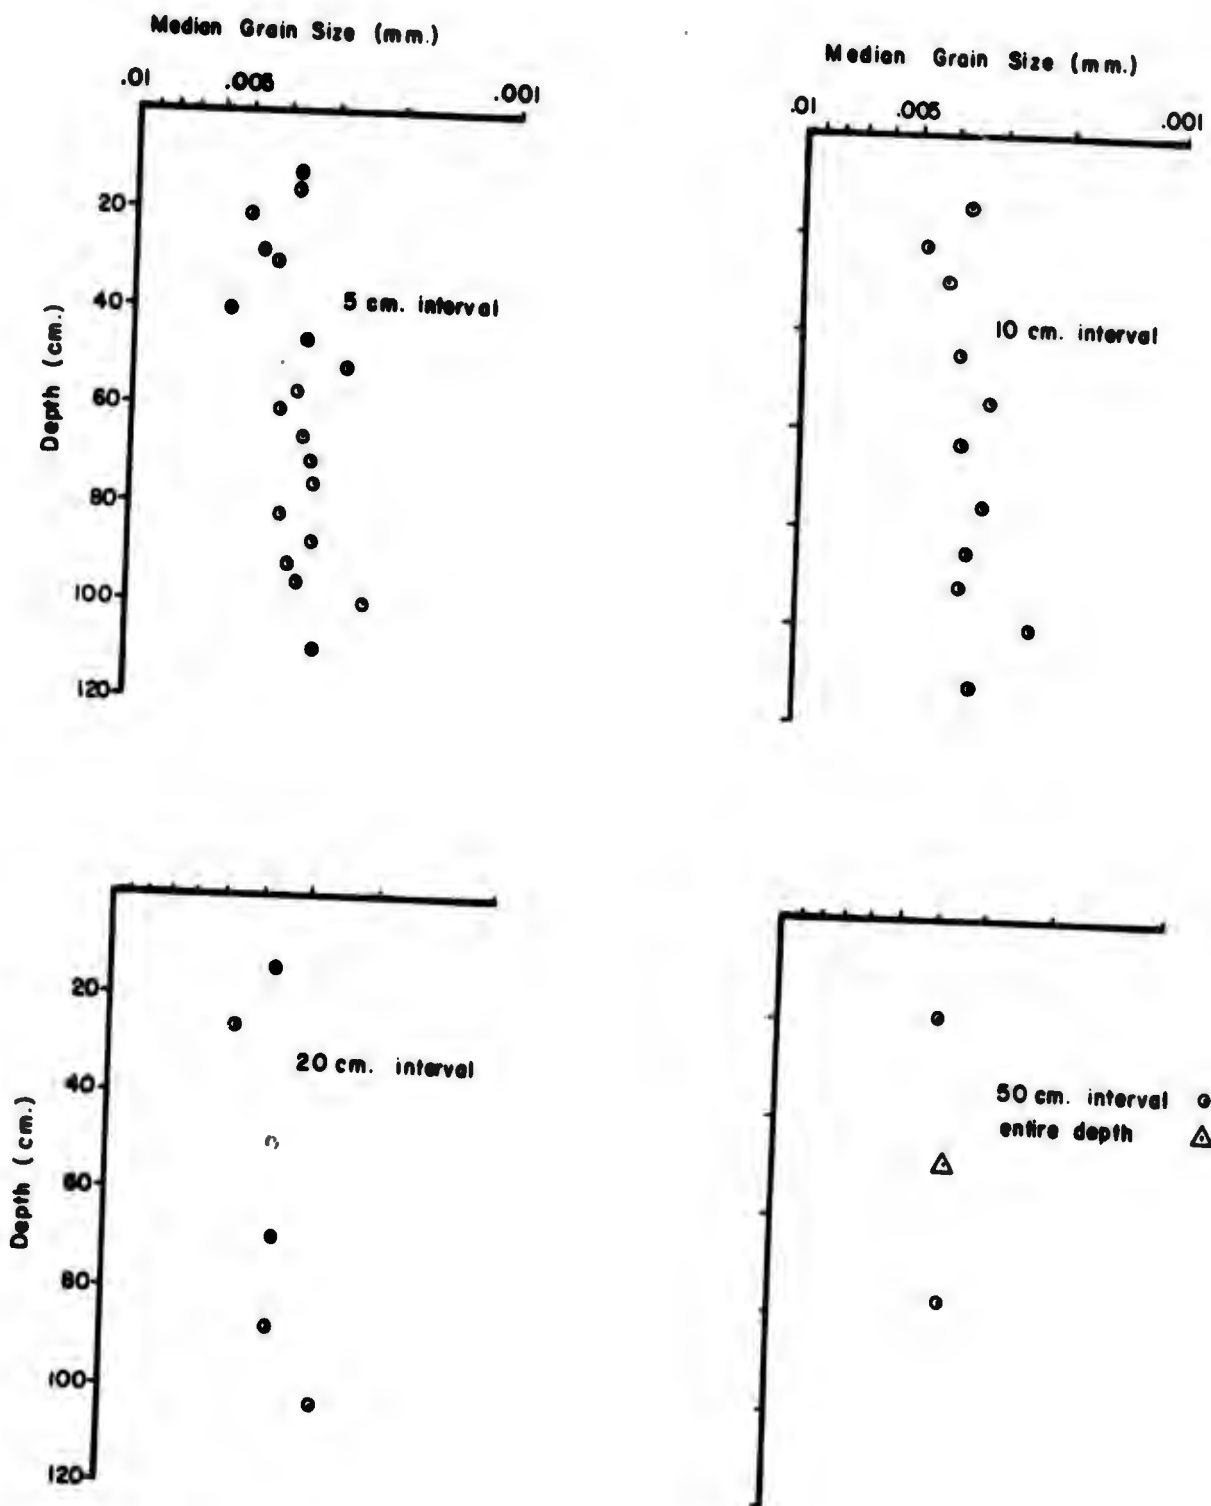 Median Grain Size (mm.)
.01 .005 .001
20
40
60
80
100
120
Depth (cm.)
5 cm. interval
Median Grain Size (mm.)
.01 .005 .001
10 cm. interval
20
40
60
80
100
120
Depth (cm.)
20 cm. interval
50 cm. interval
entire depth